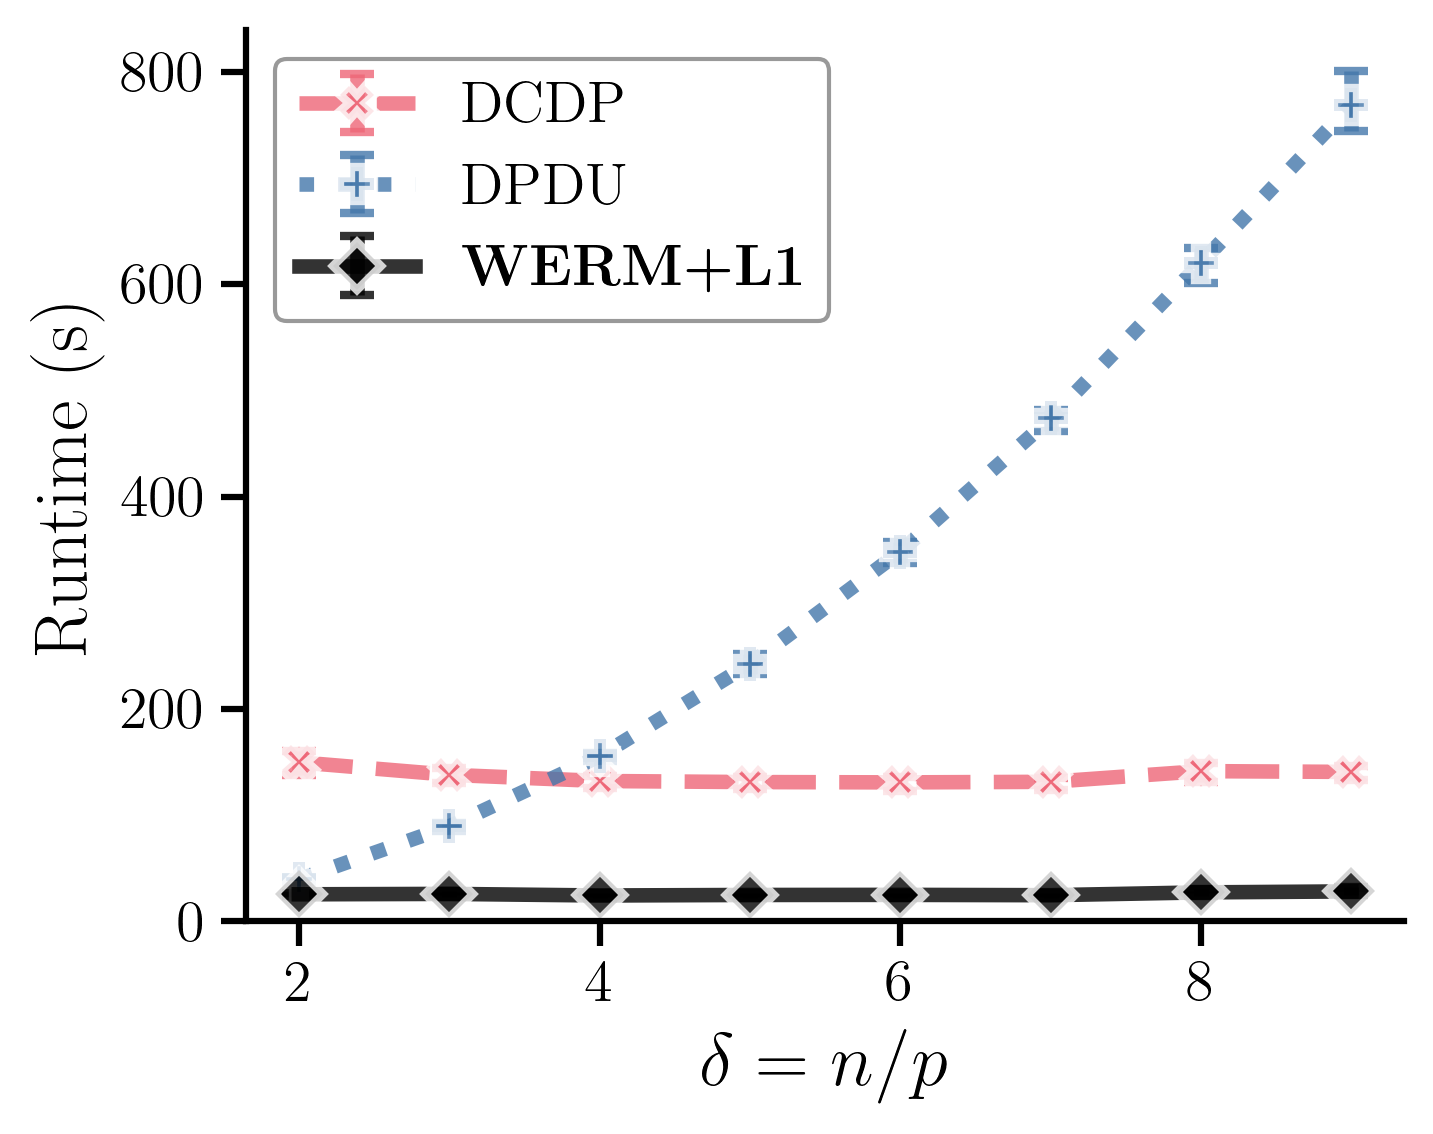 800
600
400
200
0
Runtime (s)
DCDP
DPDU
WERM+L1
2 4 6 8
δ = n/p